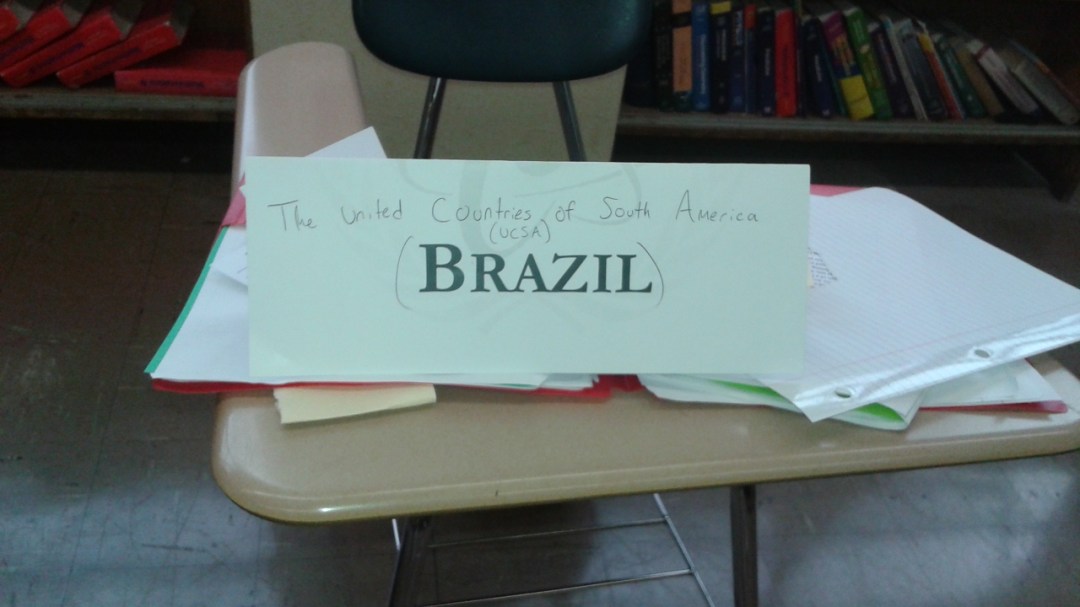 The United Countries of South America
(UCSA)
(BRAZIL)